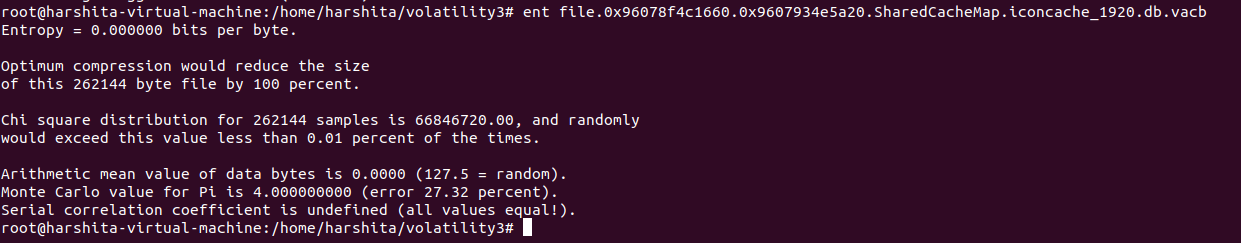 root@harshita-virtual-machine:/home/harshita/volatility3# ent file.0x96078f4c1660.0x9607934e5a20.SharedCacheMap.iconcache_1920.db.vacb
Entropy = 0.000000 bits per byte.
Optimum compression would reduce the size
of this 262144 byte file by 100 percent.
Chi square distribution for 262144 samples is 66846720.00, and randomly
would exceed this value less than 0.01 percent of the times.
Arithmetic mean value of data bytes is 0.0000 (127.5 = random).
Monte Carlo value for Pi is 4.000000000 (error 27.32 percent).
Serial correlation coefficient is undefined (all values equal!).
root@harshita-virtual-machine:/home/harshita/volatility3#